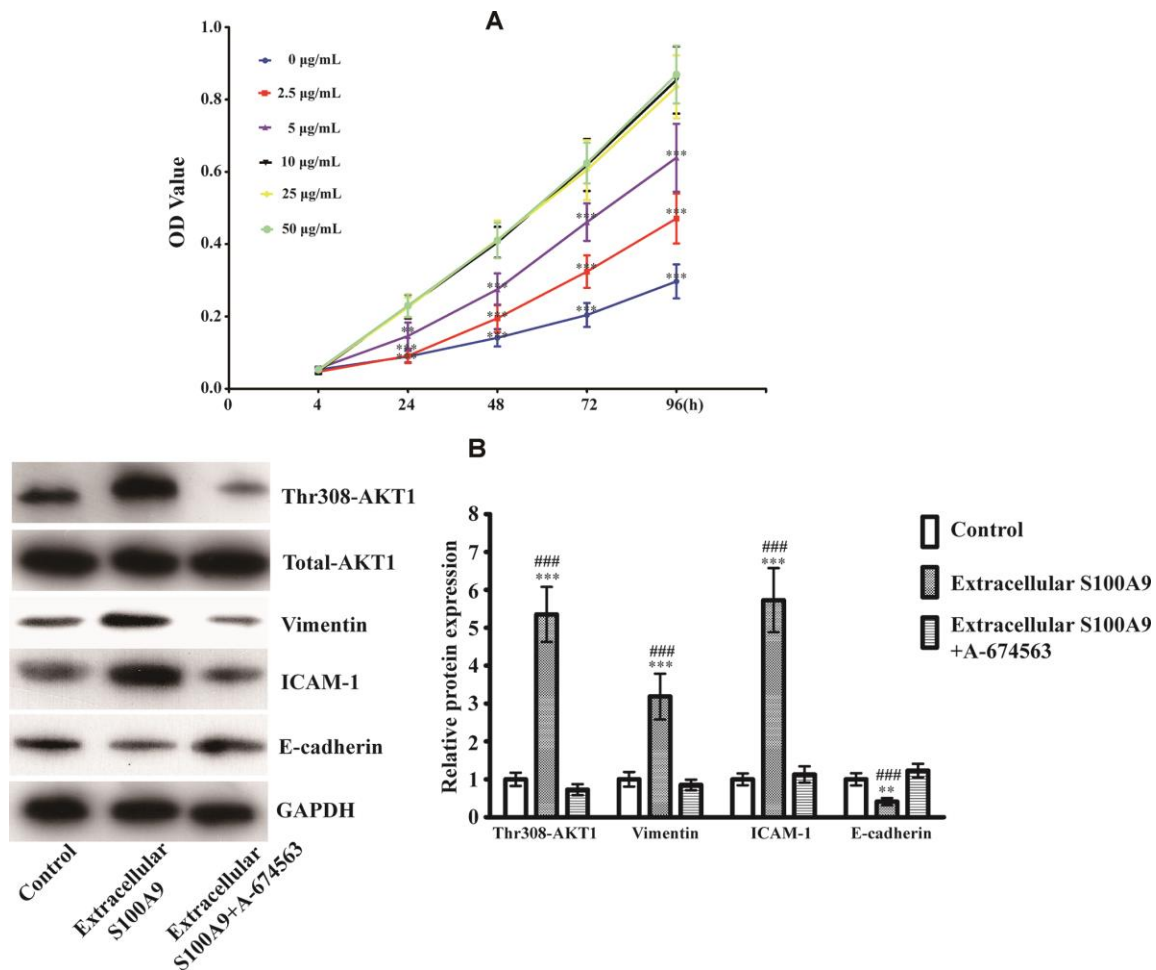 A
1.0
0.8
0.6
0.4
0.2
0.0
OD Value
0 µg/mL
2.5 µg/mL
5 µg/mL
10 µg/mL
25 µg/mL
50 µg/mL
***
***
***
***
***
***
***
***
***
**
***
***
0
4
24
48
72
96(h)
B
Thr308-AKT1
Total-AKT1
Vimentin
ICAM-1
E-cadherin
GAPDH
Control
Extracellular
S100A9
Extracellular
S100A9+A-674563
Relative protein expression
8
7
6
5
4
3
2
1
0
###
***
###
***
###
***
###
**
Thr308-AKT1
Vimentin
ICAM-1
E-cadherin
Control
Extracellular S100A9
Extracellular S100A9
+A-674563